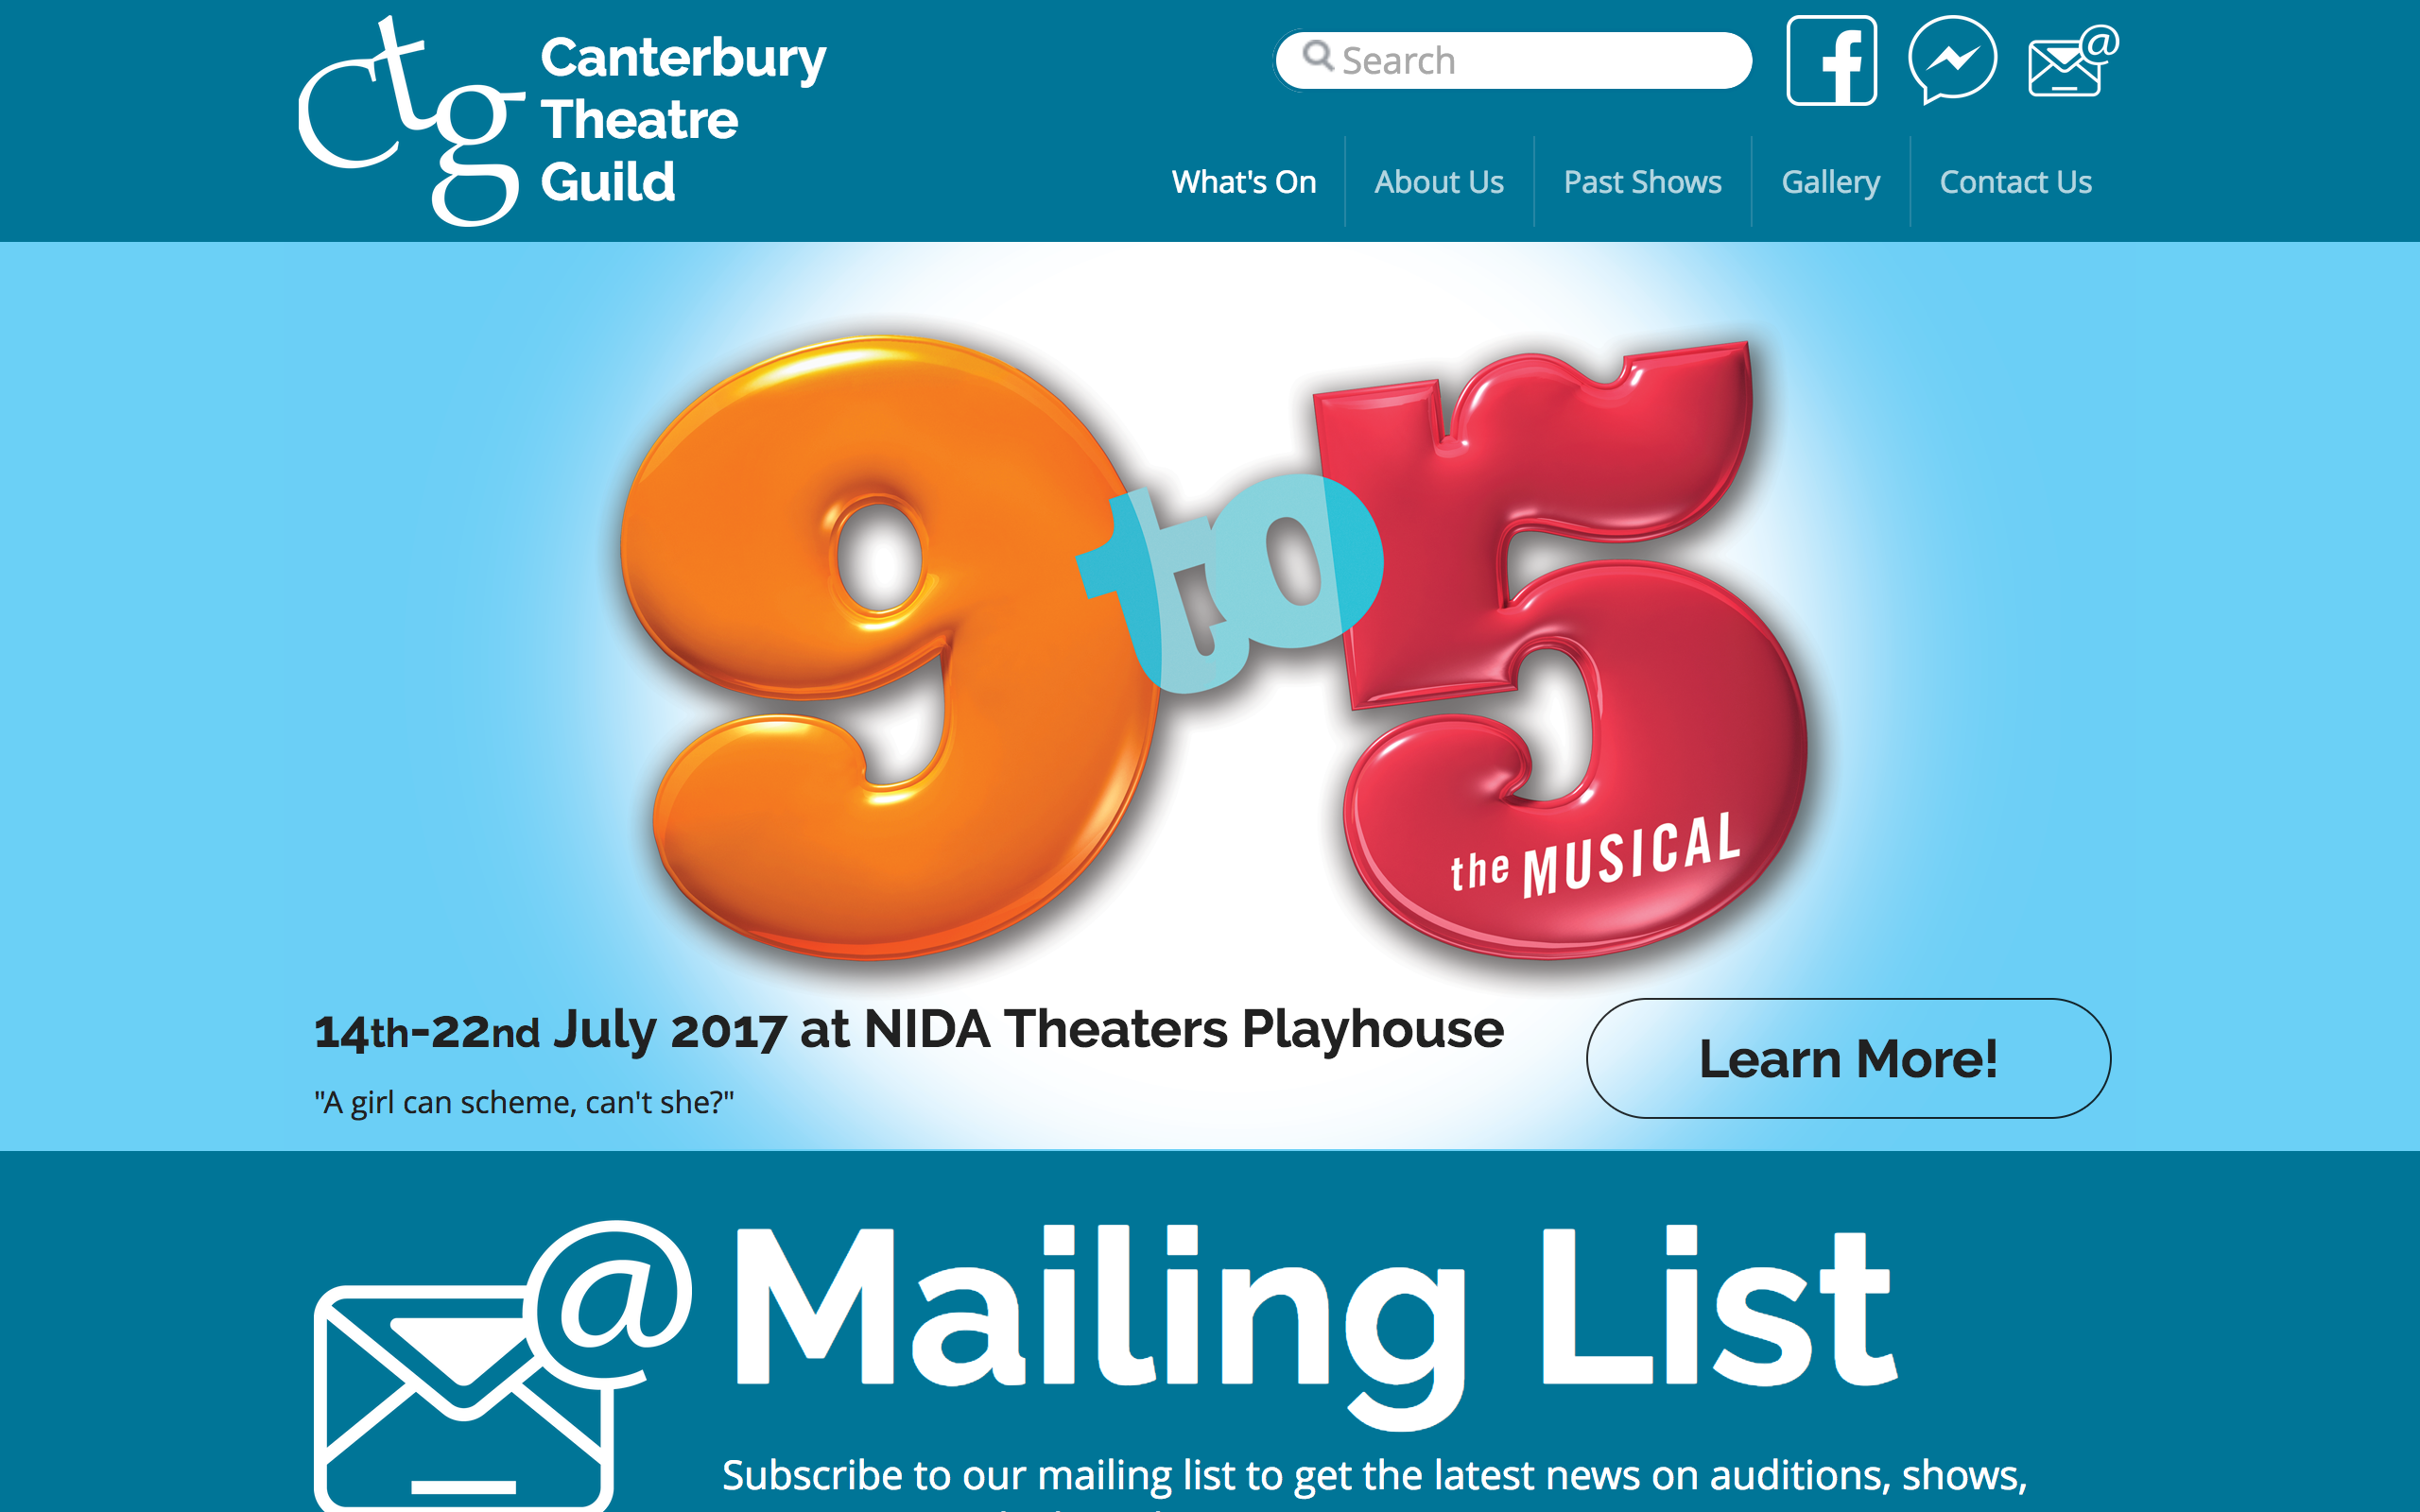 ctg
Canterbury
Theatre
Guild
Search
What's On
About Us
Past Shows
Gallery
Contact Us
9 to 5
the MUSICAL
14th-22nd July 2017 at NIDA Theaters Playhouse
"A girl can scheme, can't she?"
Learn More!
@
Mailing List
Subscribe to our mailing list to get the latest news on auditions, shows,